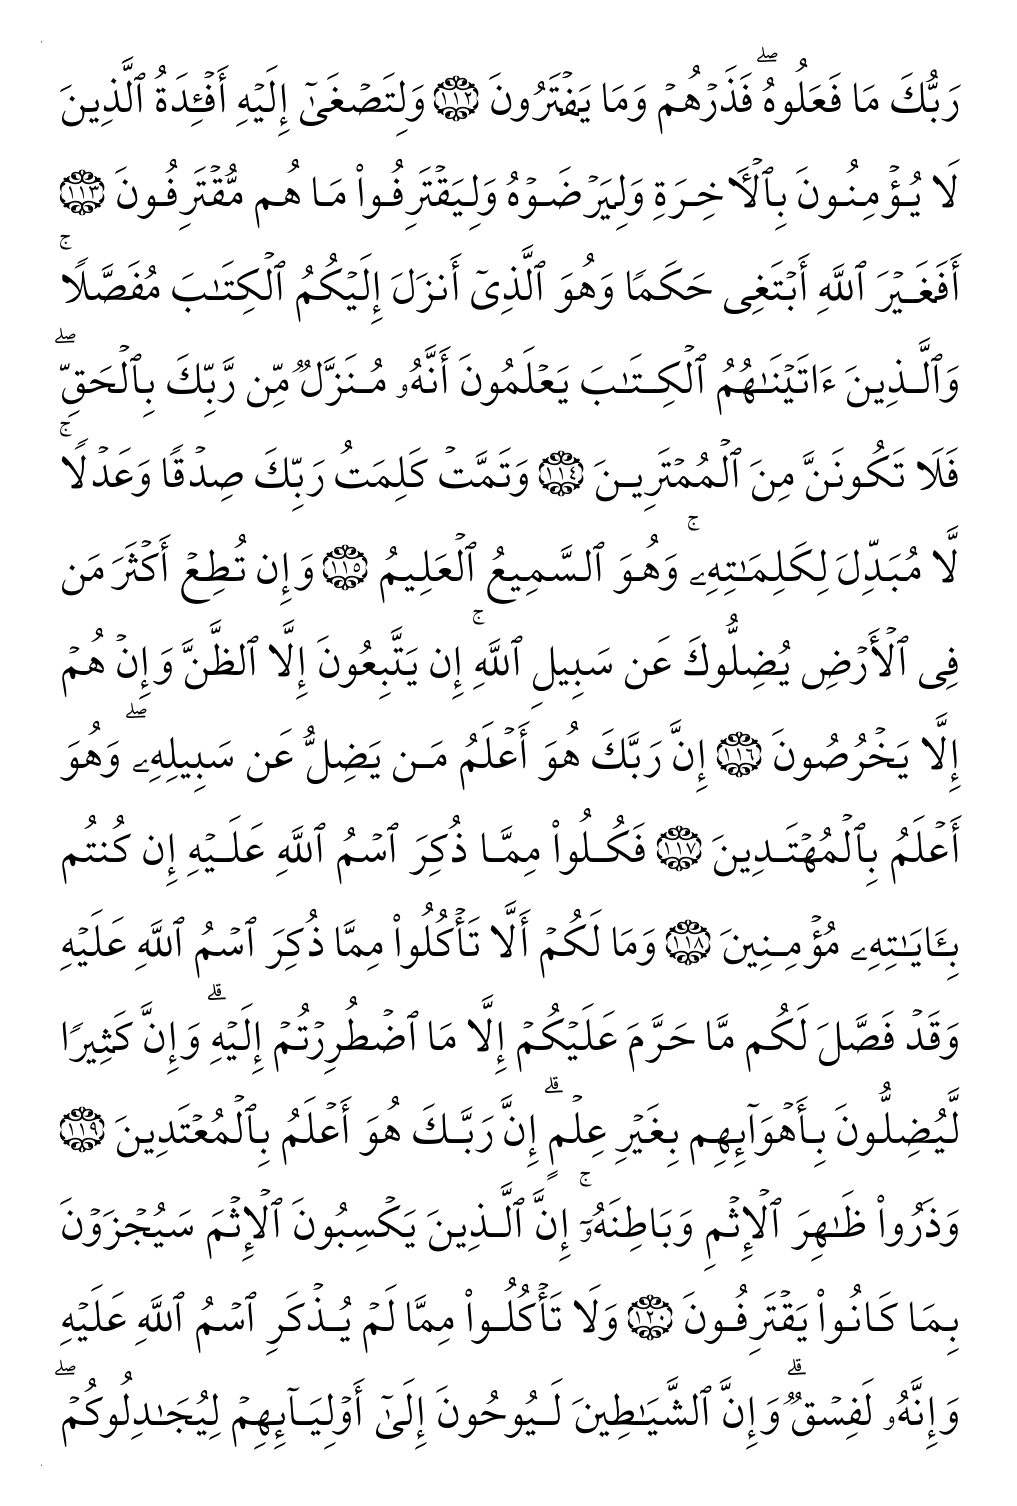 رَبُّكَ مَا فَعَلُوهُۖ فَذَرۡهُمۡ وَمَا يَفۡتَرُونَ ١١٢ وَلِتَصۡغَىٰٓ إِلَيۡهِ أَفۡـِٔدَةُ ٱلَّذِينَ
لَا يُؤۡمِنُونَ بِٱلۡأٓخِرَةِ وَلِيَرۡضَوۡهُ وَلِيَقۡتَرِفُواْ مَا هُم مُّقۡتَرِفُونَ ١١٣
أَفَغَيۡرَ ٱللَّهِ أَبۡتَغِي حَكَمٗا وَهُوَ ٱلَّذِيٓ أَنزَلَ إِلَيۡكُمُ ٱلۡكِتَٰبَ مُفَصَّلٗاۚ
وَٱلَّذِينَ ءَاتَيۡنَٰهُمُ ٱلۡكِتَٰبَ يَعۡلَمُونَ أَنَّهُۥ مُنَزَّلٞ مِّن رَّبِّكَ بِٱلۡحَقِّۖ
فَلَا تَكُونَنَّ مِنَ ٱلۡمُمۡتَرِينَ ١١٤ وَتَمَّتۡ كَلِمَتُ رَبِّكَ صِدۡقٗا وَعَدۡلٗاۚ
لَّا مُبَدِّلَ لِكَلِمَٰتِهِۦۚ وَهُوَ ٱلسَّمِيعُ ٱلۡعَلِيمُ ١١٥ وَإِن تُطِعۡ أَكۡثَرَ مَن
فِي ٱلۡأَرۡضِ يُضِلُّوكَ عَن سَبِيلِ ٱللَّهِۚ إِن يَتَّبِعُونَ إِلَّا ٱلظَّنَّ وَإِنۡ هُمۡ
إِلَّا يَخۡرُصُونَ ١١٦ إِنَّ رَبَّكَ هُوَ أَعۡلَمُ مَن يَضِلُّ عَن سَبِيلِهِۦۖ وَهُوَ
أَعۡلَمُ بِٱلۡمُهۡتَدِينَ ١١٧ فَكُلُواْ مِمَّا ذُكِرَ ٱسۡمُ ٱللَّهِ عَلَيۡهِ إِن كُنتُم
بِـَٔايَٰتِهِۦ مُؤۡمِنِينَ ١١٨ وَمَا لَكُمۡ أَلَّا تَأۡكُلُواْ مِمَّا ذُكِرَ ٱسۡمُ ٱللَّهِ عَلَيۡهِ
وَقَدۡ فَصَّلَ لَكُم مَّا حَرَّمَ عَلَيۡكُمۡ إِلَّا مَا ٱضۡطُرِرۡتُمۡ إِلَيۡهِۗ وَإِنَّ كَثِيرٗا
لَّيُضِلُّونَ بِأَهۡوَآئِهِم بِغَيۡرِ عِلۡمٍۗ إِنَّ رَبَّكَ هُوَ أَعۡلَمُ بِٱلۡمُعۡتَدِينَ ١١٩
وَذَرُواْ ظَٰهِرَ ٱلۡإِثۡمِ وَبَاطِنَهُۥٓۚ إِنَّ ٱلَّذِينَ يَكۡسِبُونَ ٱلۡإِثۡمَ سَيُجۡزَوۡنَ
بِمَا كَانُواْ يَقۡتَرِفُونَ ١٢٠ وَلَا تَأۡكُلُواْ مِمَّا لَمۡ يُذۡكَرِ ٱسۡمُ ٱللَّهِ عَلَيۡهِ
وَإِنَّهُۥ لَفِسۡقٞۗ وَإِنَّ ٱلشَّيَٰطِينَ لَيُوحُونَ إِلَىٰٓ أَوۡلِيَآئِهِمۡ لِيُجَٰدِلُوكُمۡۖ